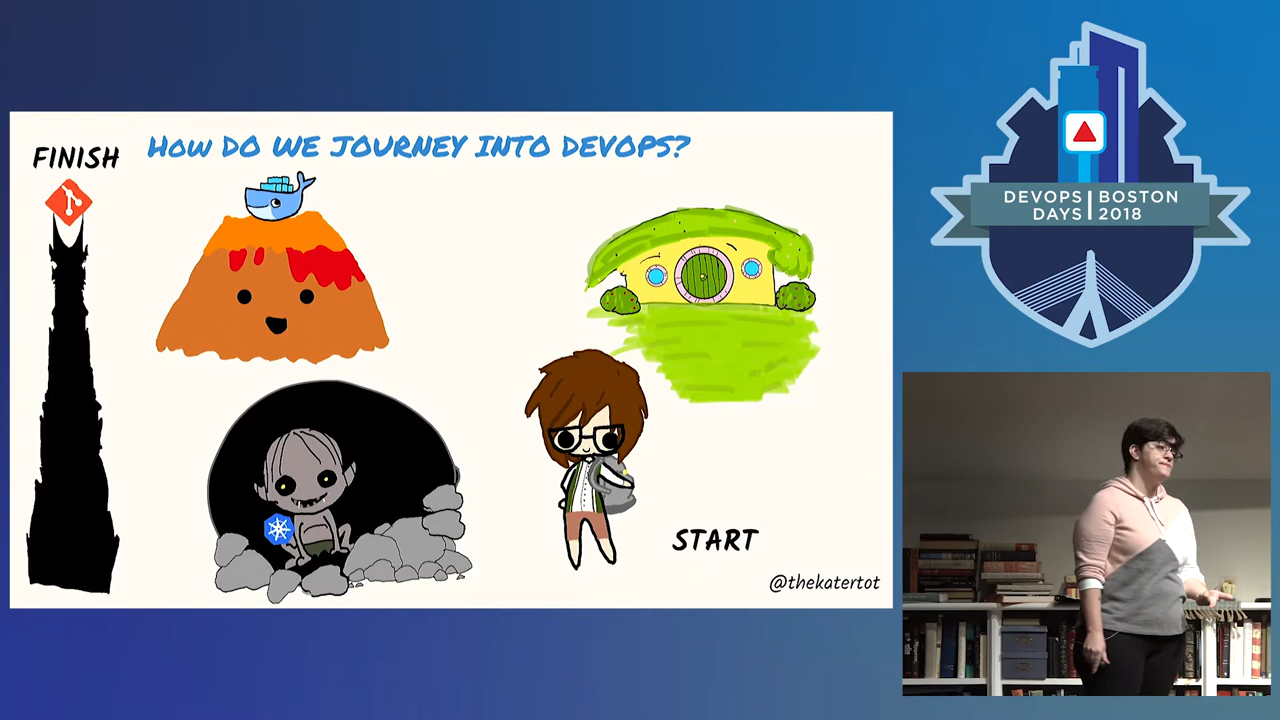 FINISH
HOW DO WE JOURNEY INTO DEVOPS?
START
@thekatertot
DEVOPS DAYS
BOSTON 2018